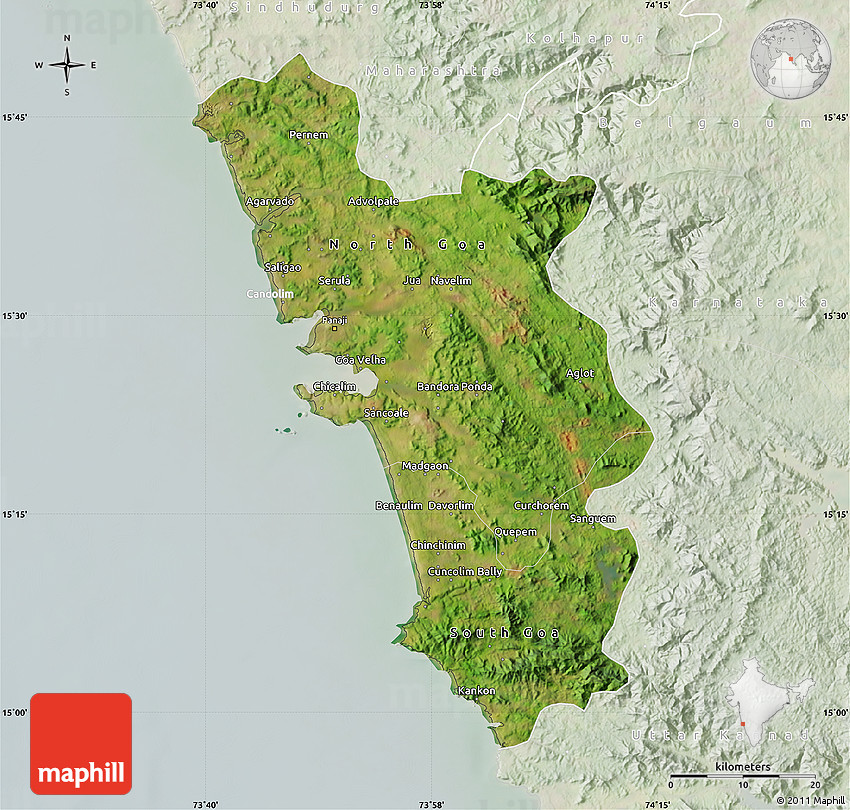 73°40'
73°58'
74°15'
Sindhudurg
Kolhapur
Maharashtra
N
W E
S
15°45'
15°45'
Belgaum
Pernem
Agarvado
Advolpale
North Goa
Saligao
Serula
Jua
Navelim
Candolim
Karnataka
15°30'
15°30'
Panaji
Goa Velha
Aglot
Chicalim
Bandora
Ponda
Sancoale
Madgaon
Benaulim
Davorlim
Curchorem
15°15'
15°15'
Sanguem
Quepem
Chinchinim
Cuncolim
Bally
South Goa
Kankon
15°00'
15°00'
Uttar Kannad
maphill
kilometers
0 10 20
73°40'
73°58'
74°15'
© 2011 Maphill